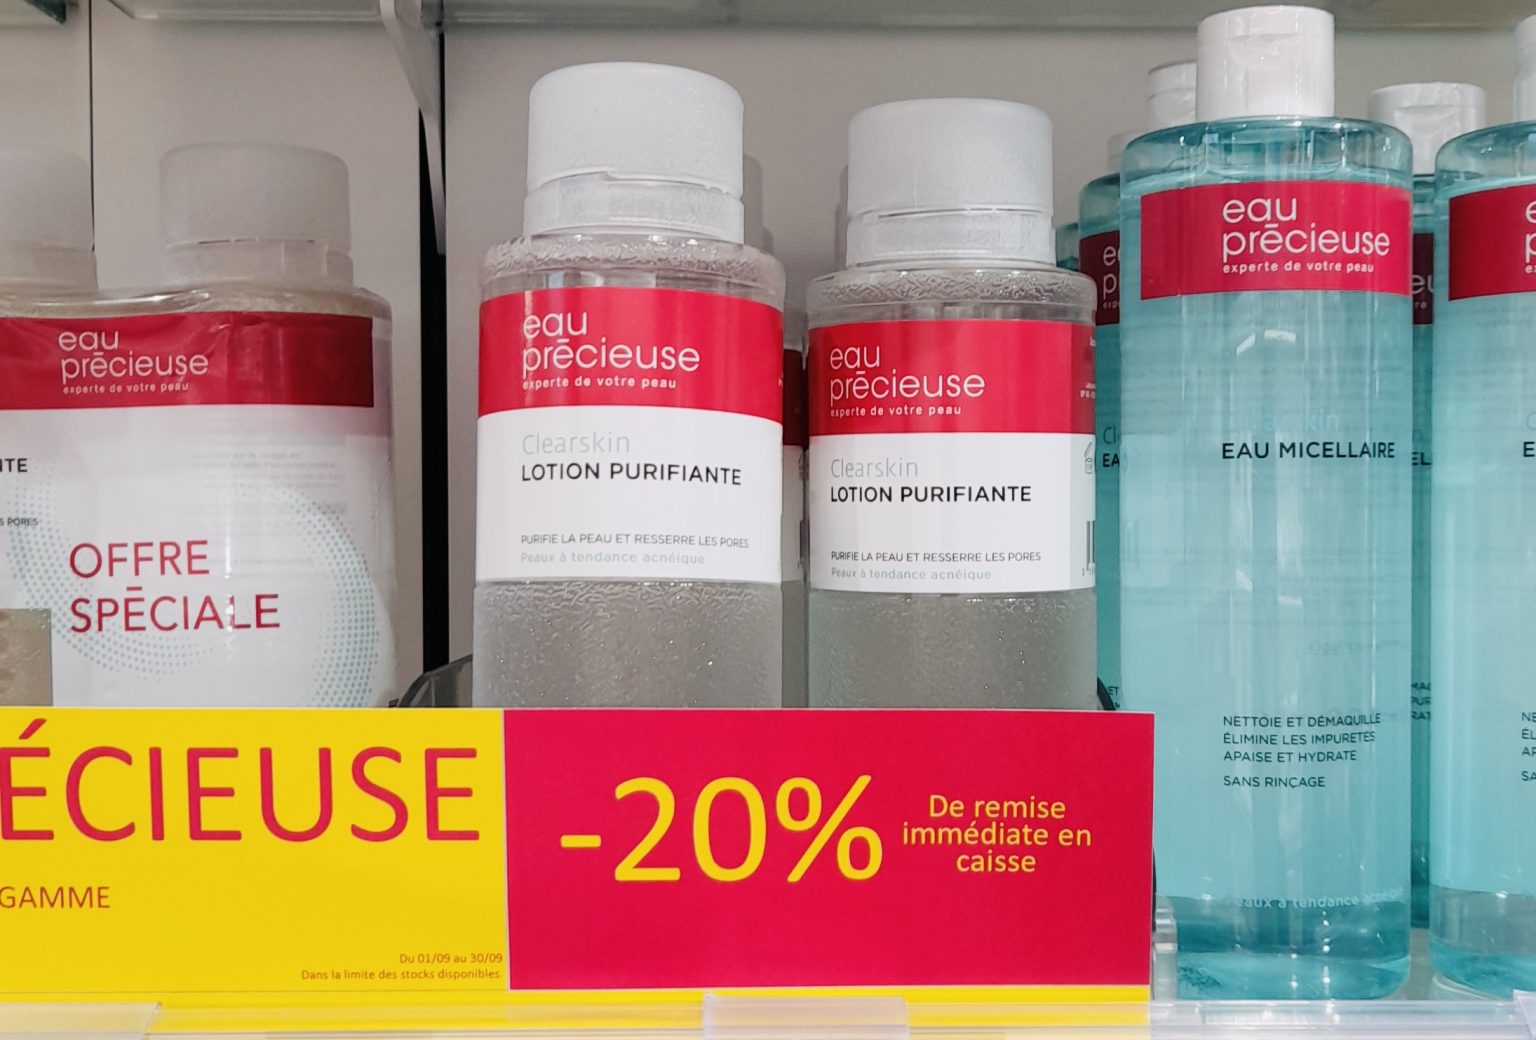 eau
précieuse
experte de votre peau
OFFRE
SPÉCIALE
eau
précieuse
experte de votre peau
Clearskin
LOTION PURIFIANTE
PURIFIE LA PEAU ET RESSERRE LES PORES
Peaux à tendance acnéique
eau
précieuse
experte de votre peau
Clearskin
LOTION PURIFIANTE
PURIFIE LA PEAU ET RESSERRE LES PORES
Peaux à tendance acnéique
eau
précieuse
experte de votre peau
Clearskin
EAU MICELLAIRE
NETTOIE ET DÉMAQUILLE
ÉLIMINE LES IMPURETÉS
APAISE ET HYDRATE
SANS RINÇAGE
Peaux à tendance
ÉCIEUSE
GAMME
Du 01/09 au 30/09
Dans la limite des stocks disponibles.
-20%
De remise
immédiate en
caisse